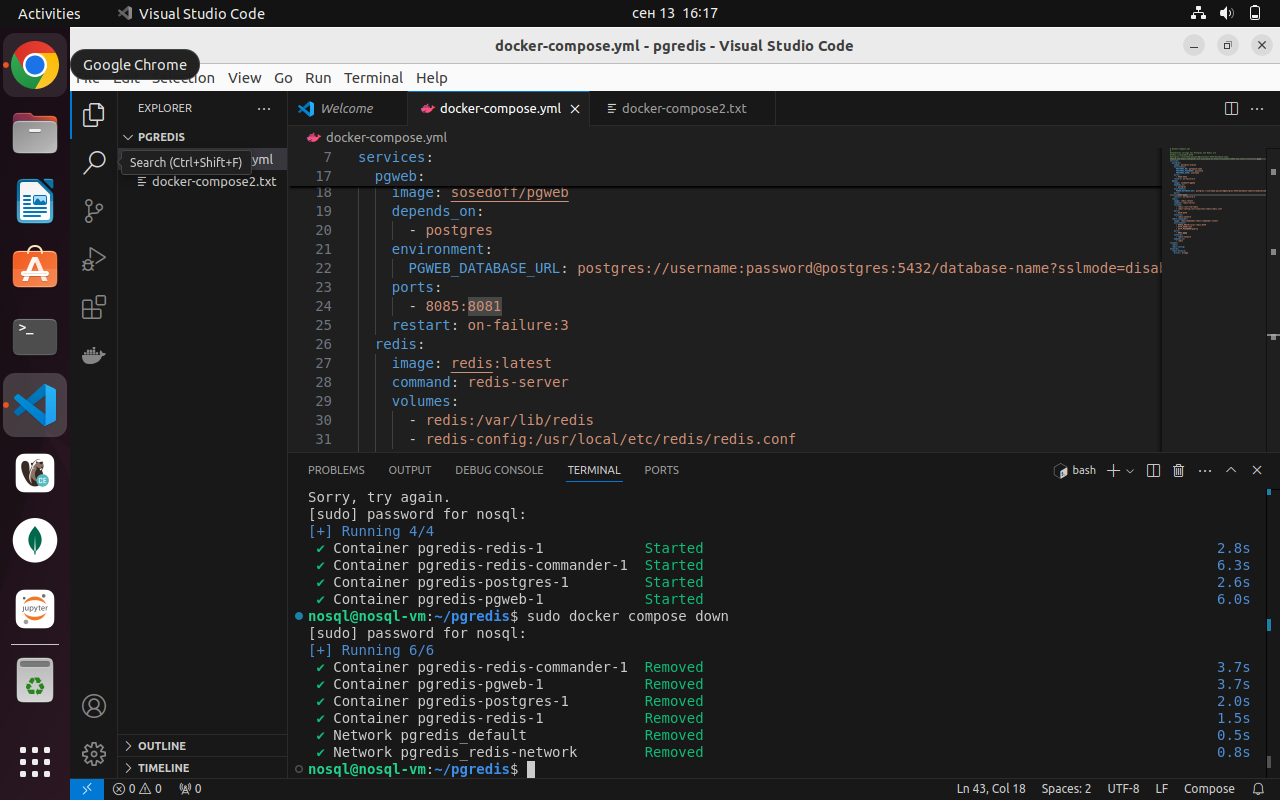 Activities
Visual Studio Code
сен 13 16:17
docker-compose.yml - pgredis - Visual Studio Code
Google Chrome
File Edit Selection View Go Run Terminal Help
EXPLORER
Welcome
docker-compose.yml
docker-compose2.txt
PGREDIS
docker-compose.yml
Search (Ctrl+Shift+F)
yml
docker-compose2.txt
7 services:
17 pgweb:
18 image: sosedoff/pgweb
19 depends_on:
20 - postgres
21 environment:
22 PGWEB_DATABASE_URL: postgres://username:password@postgres:5432/database-name?sslmode=disa
23 ports:
24 - 8085:8081
25 restart: on-failure:3
26 redis:
27 image: redis:latest
28 command: redis-server
29 volumes:
30 - redis:/var/lib/redis
31 - redis-config:/usr/local/etc/redis/redis.conf
PROBLEMS OUTPUT DEBUG CONSOLE TERMINAL PORTS
bash
Sorry, try again.
[sudo] password for nosql:
[+] Running 4/4
✔ Container pgredis-redis-1 Started 2.8s
✔ Container pgredis-redis-commander-1 Started 6.3s
✔ Container pgredis-postgres-1 Started 2.6s
✔ Container pgredis-pgweb-1 Started 6.0s
nosql@nosql-vm:~/pgredis$ sudo docker compose down
[sudo] password for nosql:
[+] Running 6/6
✔ Container pgredis-redis-commander-1 Removed 3.7s
✔ Container pgredis-pgweb-1 Removed 3.7s
✔ Container pgredis-postgres-1 Removed 2.0s
✔ Container pgredis-redis-1 Removed 1.5s
✔ Network pgredis_default Removed 0.5s
✔ Network pgredis_redis-network Removed 0.8s
nosql@nosql-vm:~/pgredis$
OUTLINE
TIMELINE
0 0 0
Ln 43, Col 18 Spaces: 2 UTF-8 LF Compose
jupyter
CE
>_